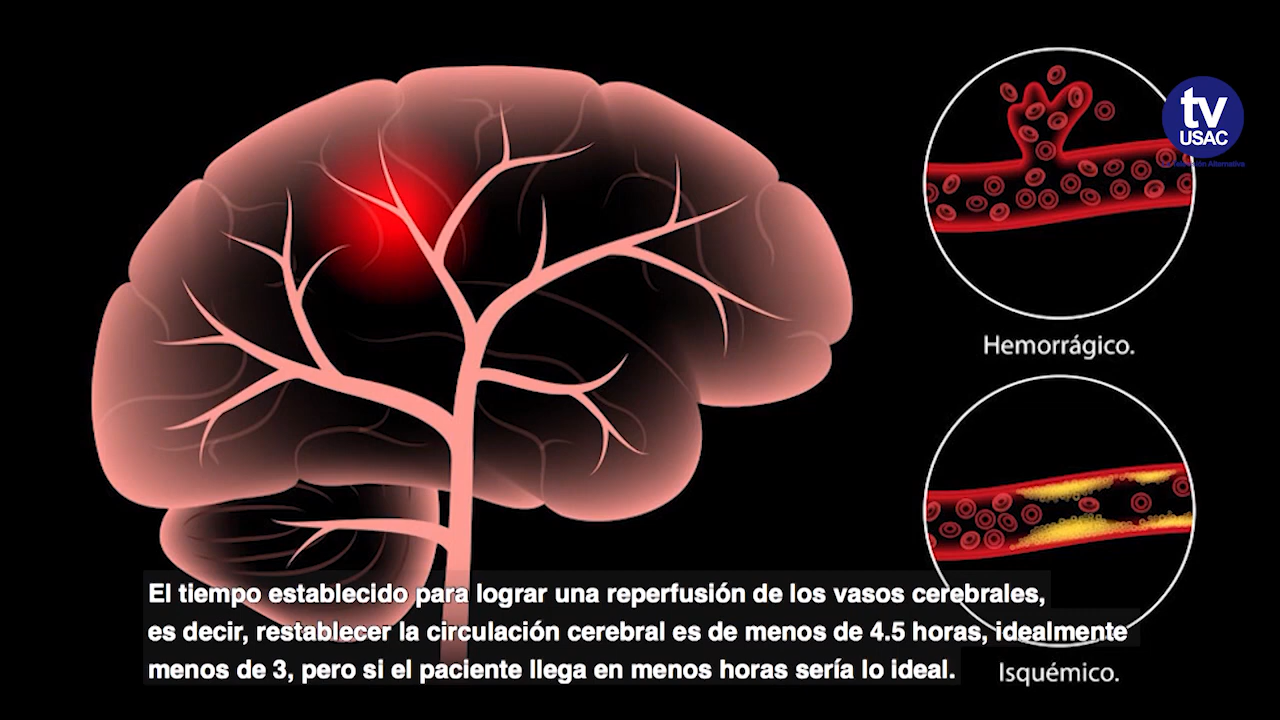 tv
USAC
Hemorrágico.
El tiempo establecido para lograr una reperfusión de los vasos cerebrales,
es decir, restablecer la circulación cerebral es de menos de 4.5 horas, idealmente
menos de 3, pero si el paciente llega en menos horas sería lo ideal.
Isquémico.